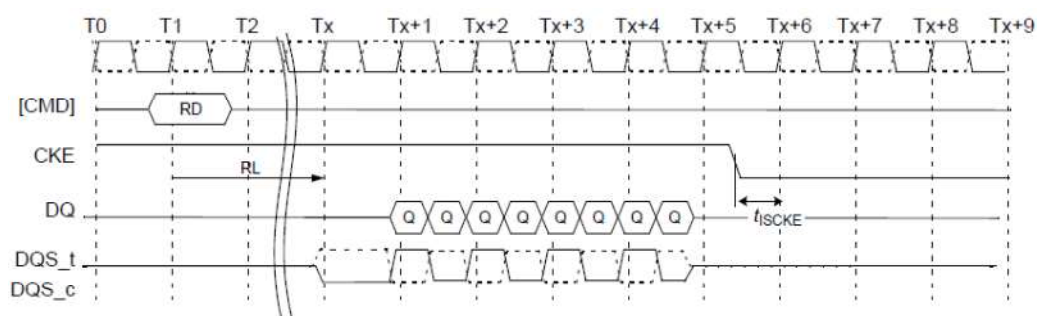 T0 T1 T2 Tx Tx+1 Tx+2 Tx+3 Tx+4 Tx+5 Tx+6 Tx+7 Tx+8 Tx+9
[CMD] RD
CKE
RL
DQ Q Q Q Q Q Q Q Q tISCKE
DQS_t
DQS_c